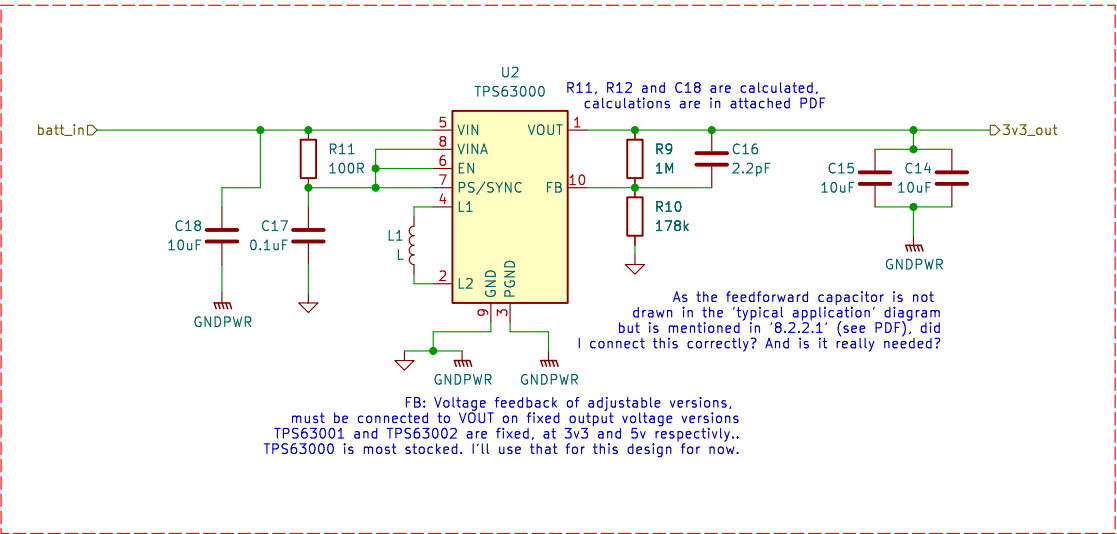 U2
TPS63000
R11, R12 and C18 are calculated,
calculations are in attached PDF
batt_in
5
VIN
VOUT
1
3v3_out
8
VINA
R11
100R
R9
1M
C16
2.2pF
6
EN
7
PS/SYNC
FB
10
C15
10uF
C14
10uF
4
L1
R10
178k
C18
10uF
C17
0.1uF
L1
L
2
L2
GND
PGND
9
3
GNDPWR
GNDPWR
GNDPWR
GNDPWR
As the feedforward capacitor is not
drawn in the 'typical application' diagram
but is mentioned in '8.2.2.1' (see PDF), did
I connect this correctly? And is it really needed?
FB: Voltage feedback of adjustable versions,
must be connected to VOUT on fixed output voltage versions
TPS63001 and TPS63002 are fixed, at 3v3 and 5v respectivly..
TPS63000 is most stocked. I'll use that for this design for now.